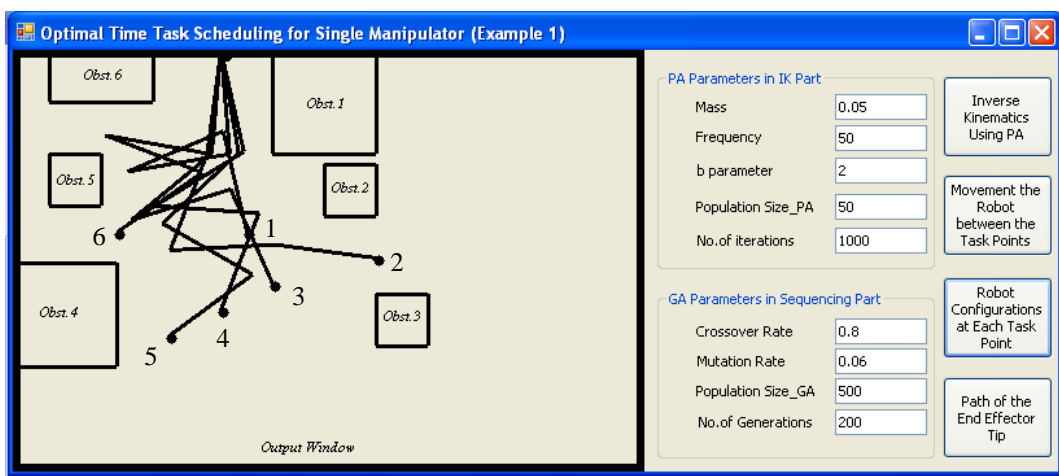 Optimal Time Task Scheduling for Single Manipulator (Example 1)
Obst.6
Obst.1
Obst.5
Obst.2
6
1
2
3
Obst.4
Obst.3
4
5
Output Window
PA Parameters in IK Part
Mass 0.05
Frequency 50
b parameter 2
Population Size_PA 50
No.of iterations 1000
GA Parameters in Sequencing Part
Crossover Rate 0.8
Mutation Rate 0.06
Population Size_GA 500
No.of Generations 200
Inverse
Kinematics
Using PA
Movement the
Robot
between the
Task Points
Robot
Configurations
at Each Task
Point
Path of the
End Effector
Tip